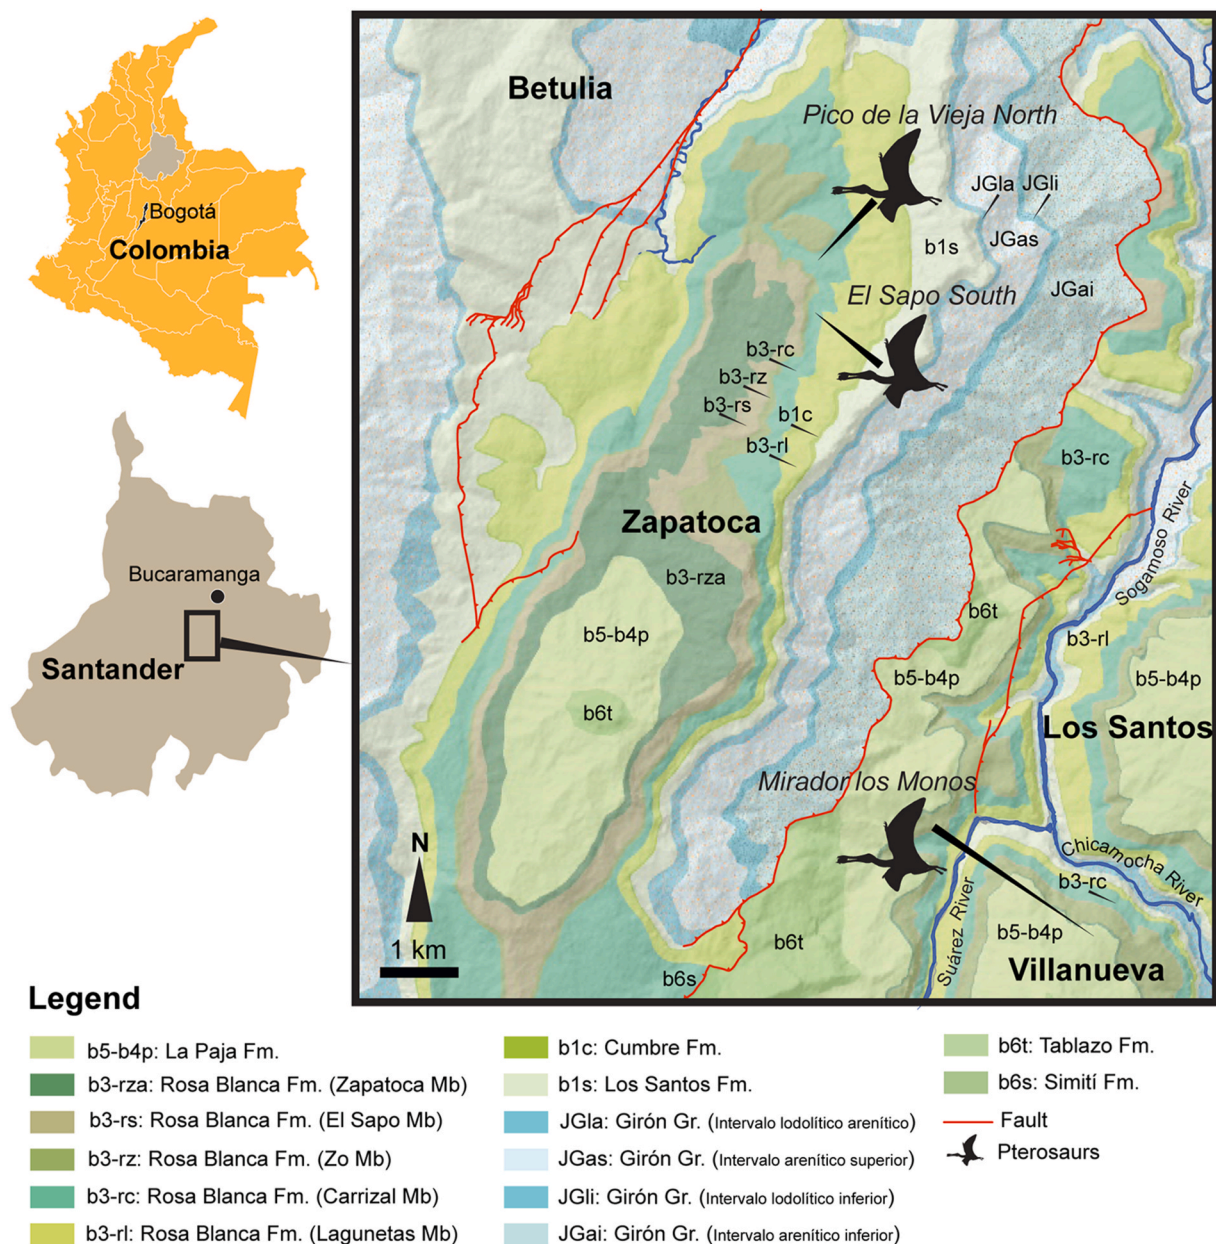 Bogotá
Colombia
Bucaramanga
Santander
Betulia
Pico de la Vieja North
JGla
JGli
b1s
JGas
JGai
El Sapo South
b3-rc
b3-rz
b3-rs
b1c
b3-rl
b3-rc
Zapatoca
Sogamoso River
b3-rza
b5-b4p
b6t
b6t
b3-rl
b5-b4p
b5-b4p
Los Santos
Mirador los Monos
N
1 km
Chicamocha River
b3-rc
Suárez River
b5-b4p
b6t
b6s
Villanueva
Legend
b5-b4p: La Paja Fm.
b3-rza: Rosa Blanca Fm. (Zapatoca Mb)
b3-rs: Rosa Blanca Fm. (El Sapo Mb)
b3-rz: Rosa Blanca Fm. (Zo Mb)
b3-rc: Rosa Blanca Fm. (Carrizal Mb)
b3-rl: Rosa Blanca Fm. (Lagunetas Mb)
b1c: Cumbre Fm.
b1s: Los Santos Fm.
JGla: Girón Gr. (Intervalo lodolítico arenítico)
JGas: Girón Gr. (Intervalo arenítico superior)
JGli: Girón Gr. (Intervalo lodolítico inferior)
JGai: Girón Gr. (Intervalo arenítico inferior)
b6t: Tablazo Fm.
b6s: Simití Fm.
Fault
Pterosaurs